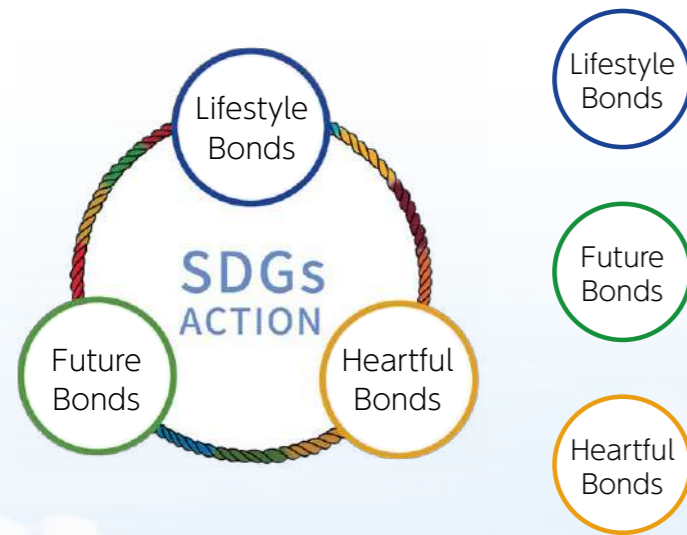 Lifestyle
Bonds
SDGs
ACTION
Future
Bonds
Heartful
Bonds
Lifestyle
Bonds
Future
Bonds
Heartful
Bonds